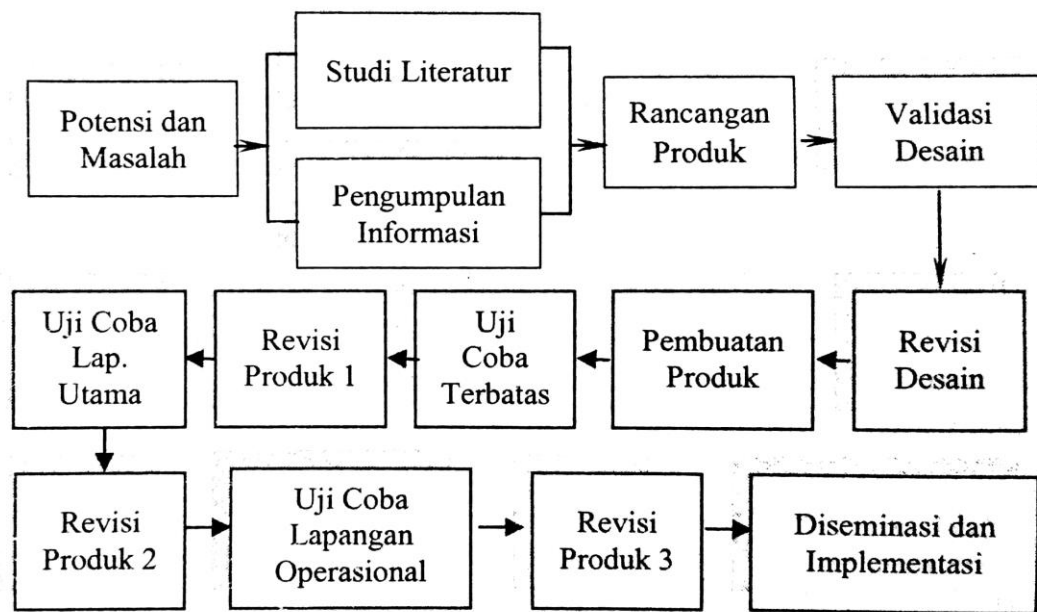 Potensi dan
Masalah
Studi Literatur
Pengumpulan
Informasi
Rancangan
Produk
Validasi
Desain
Revisi
Desain
Pembuatan
Produk
Uji
Coba
Terbatas
Revisi
Produk 1
Uji Coba
Lap.
Utama
Revisi
Produk 2
Uji Coba
Lapangan
Operasional
Revisi
Produk 3
Diseminasi dan
Implementasi